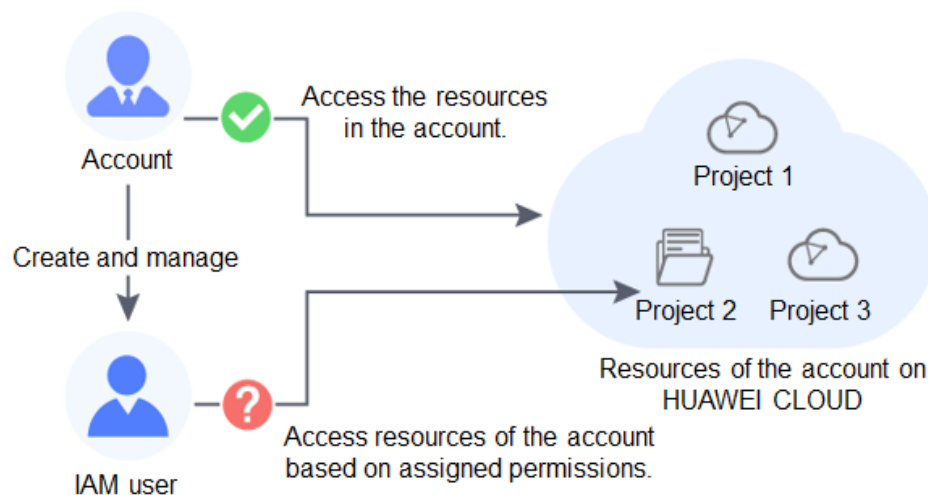 Access the resources
in the account.
Account
Create and manage
IAM user
Access resources of the account
based on assigned permissions.
Project 1
Project 2
Project 3
Resources of the account on
HUAWEI CLOUD